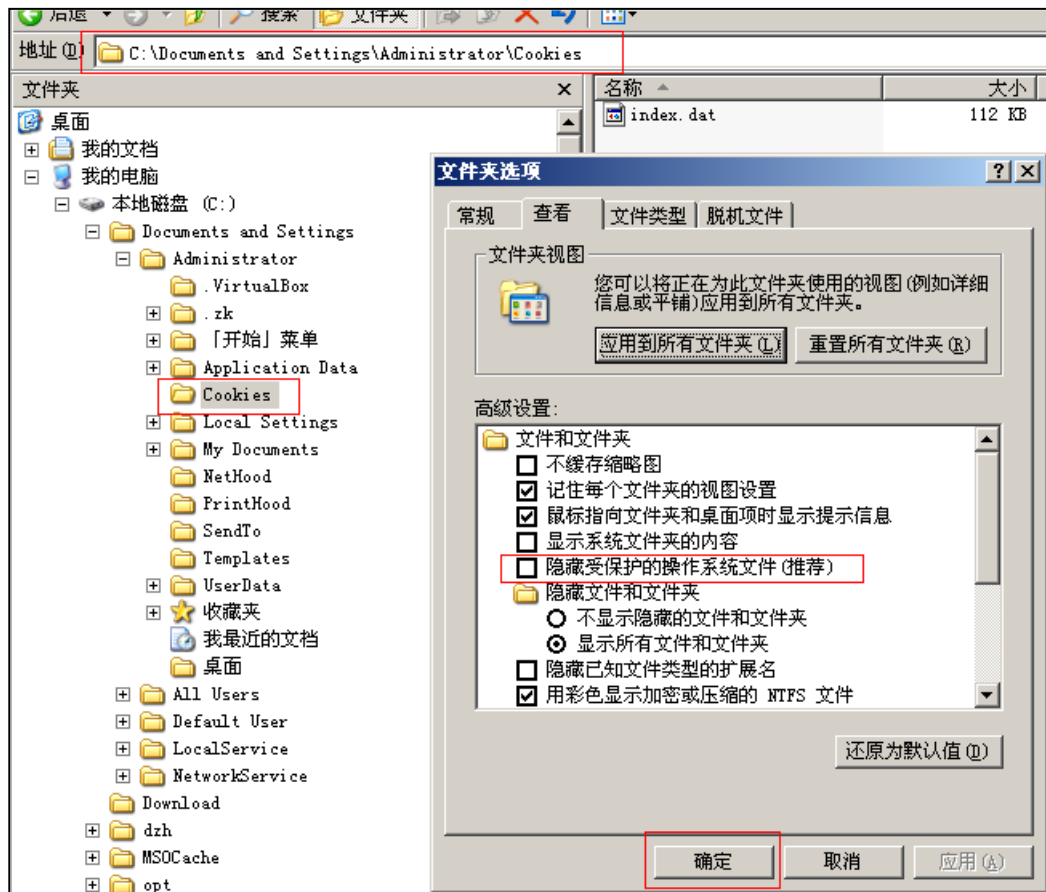 后退 搜索 文件夹
地址(D) C:\Documents and Settings\Administrator\Cookies
文件夹
名称 大小
index.dat 112 KB
桌面
我的文档
我的电脑
本地磁盘 (C:)
Documents and Settings
Administrator
.VirtualBox
.zk
「开始」菜单
Application Data
Cookies
Local Settings
My Documents
NetHood
PrintHood
SendTo
Templates
UserData
收藏夹
我最近的文档
桌面
All Users
Default User
LocalService
NetworkService
Download
dzh
MSOCache
opt
文件夹选项
常规 查看 文件类型 脱机文件
文件夹视图
您可以将正在为此文件夹使用的视图(例如详细
信息或平铺)应用到所有文件夹。
应用到所有文件夹(L) 重置所有文件夹(R)
高级设置:
文件和文件夹
不缓存缩略图
记住每个文件夹的视图设置
鼠标指向文件夹和桌面项时显示提示信息
显示系统文件夹的内容
隐藏受保护的操作系统文件(推荐)
隐藏文件和文件夹
不显示隐藏的文件和文件夹
显示所有文件和文件夹
隐藏已知文件类型的扩展名
用彩色显示加密或压缩的 NTFS 文件
还原为默认值(D)
确定 取消 应用(A)